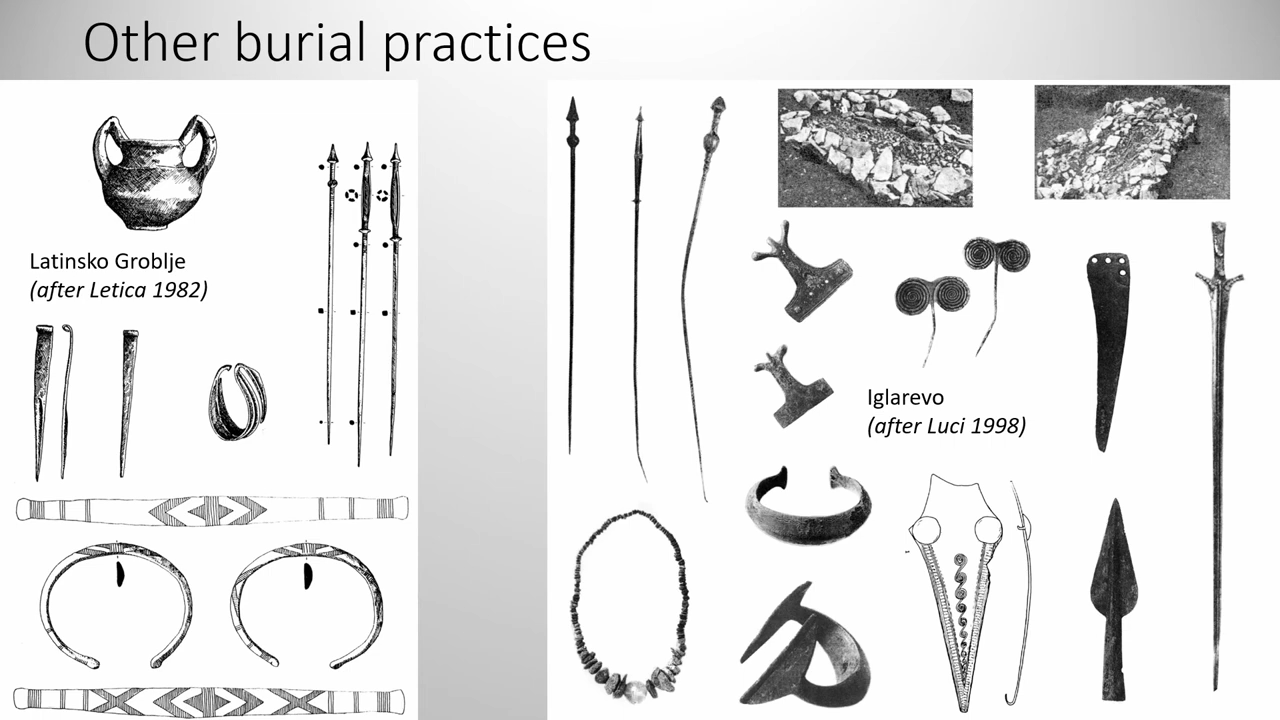 Other burial practices
Latinsko Groblje
(after Letica 1982)
Iglarevo
(after Luci 1998)